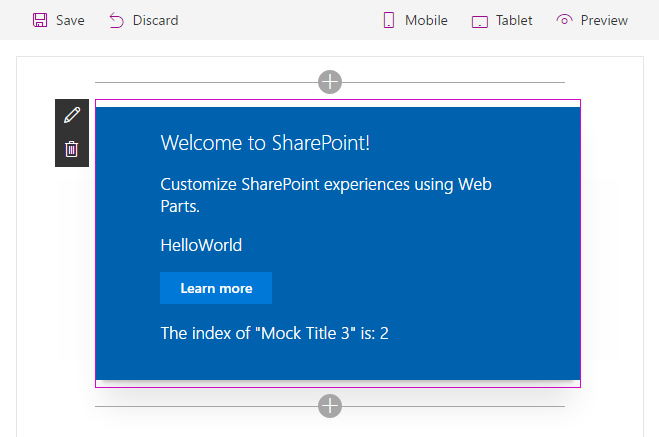 Save Discard Mobile Tablet Preview
Welcome to SharePoint!
Customize SharePoint experiences using Web
Parts.
HelloWorld
Learn more
The index of "Mock Title 3" is: 2